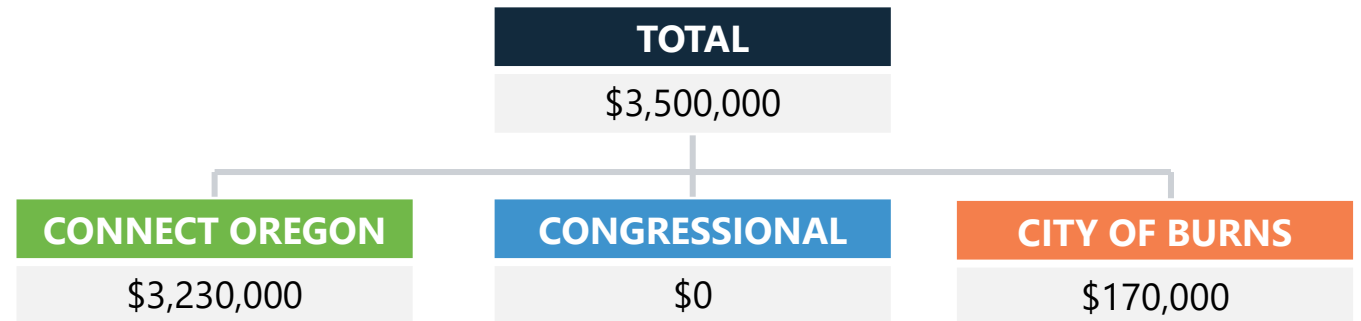 TOTAL
$3,500,000
CONNECT OREGON
$3,230,000
CONGRESSIONAL
$0
CITY OF BURNS
$170,000